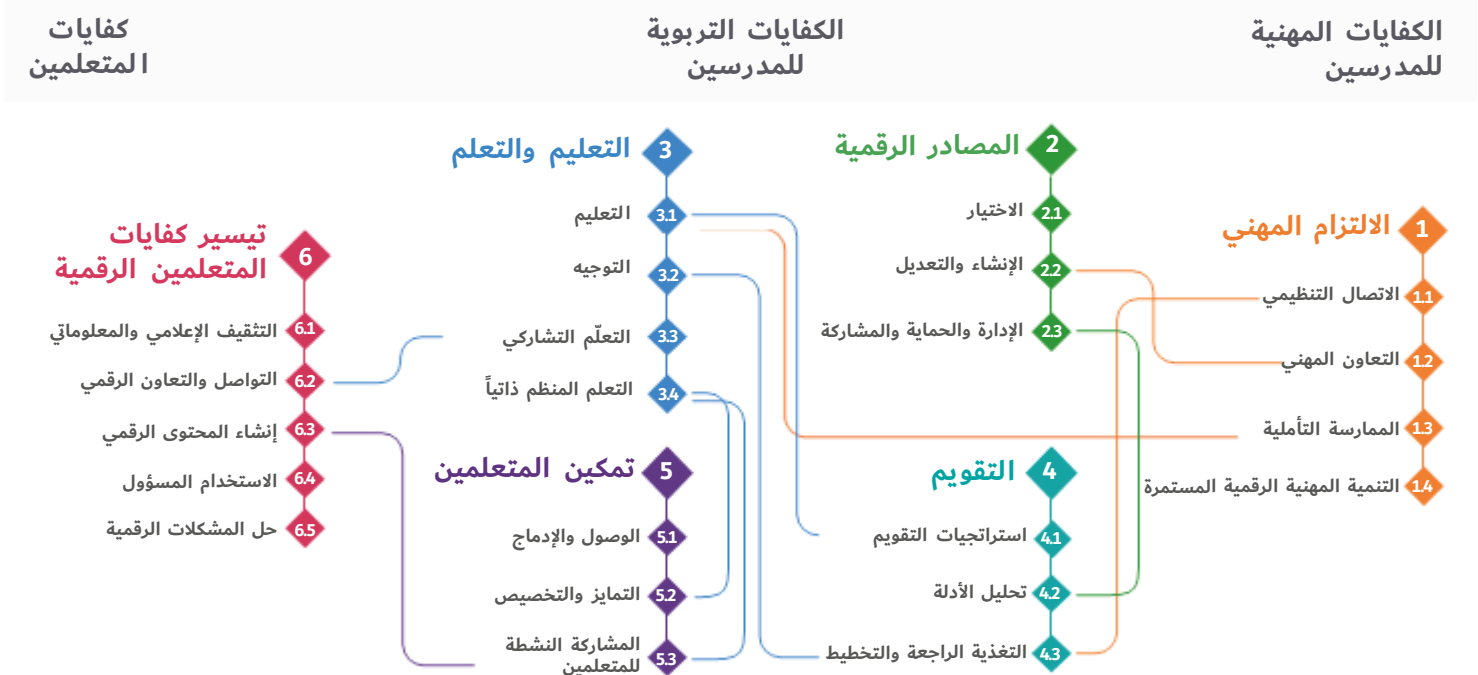 الكفايات المهنية
للمدرسين
الكفايات التربوية
للمدرسين
كفايات
المتعلمين
1 الالتزام المهني
1.1 الاتصال التنظيمي
1.2 التعاون المهني
1.3 الممارسة التأملية
1.4 التنمية المهنية الرقمية المستمرة
2 المصادر الرقمية
2.1 الاختيار
2.2 الإنشاء والتعديل
2.3 الإدارة والحماية والمشاركة
4 التقويم
4.1 استراتجيات التقويم
4.2 تحليل الأدلة
4.3 التغذية الراجعة والتخطيط
3 التعليم والتعلم
3.1 التعليم
3.2 التوجيه
3.3 التعلّم التشاركي
3.4 التعلم المنظم ذاتياً
5 تمكين المتعلمين
5.1 الوصول والإدماج
5.2 التمايز والتخصيص
5.3 المشاركة النشطة
للمتعلمين
6 تيسير كفايات
المتعلمين الرقمية
6.1 التثقيف الإعلامي والمعلوماتي
6.2 التواصل والتعاون الرقمي
6.3 إنشاء المحتوى الرقمي
6.4 الاستخدام المسؤول
6.5 حل المشكلات الرقمية